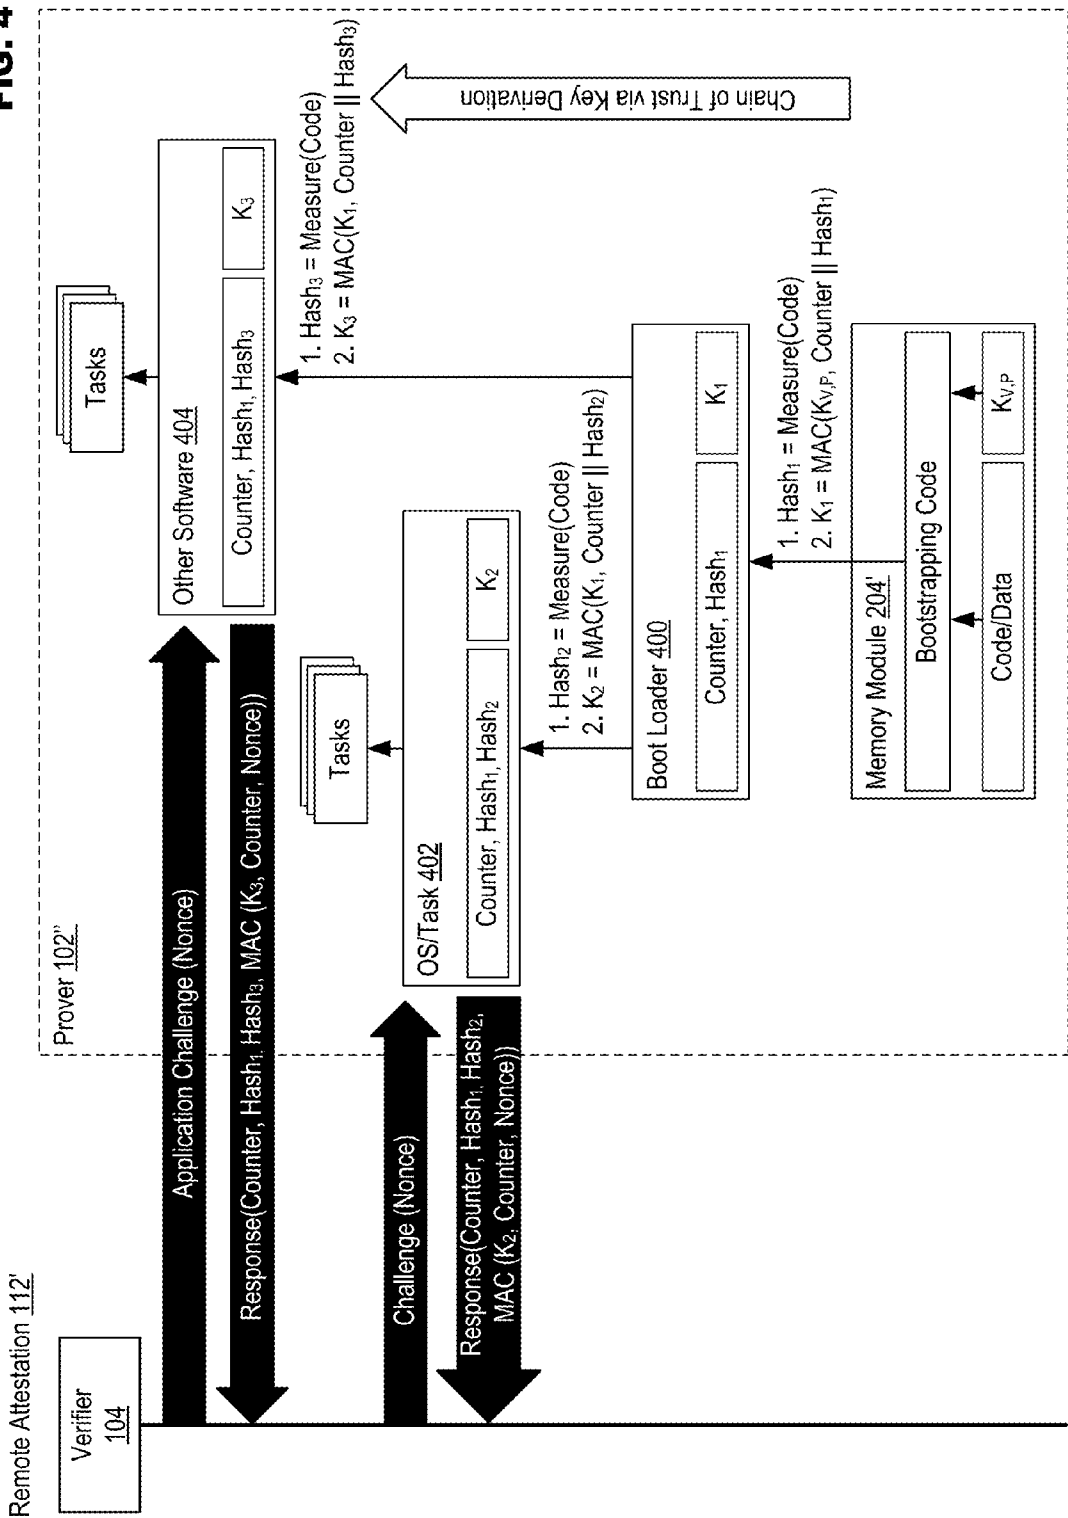 FIG. 4
Remote Attestation 112'
Verifier
104
Prover 102"
Application Challenge (Nonce)
Response(Counter, Hash₁, Hash₃, MAC (K₃, Counter, Nonce))
Challenge (Nonce)
Response(Counter, Hash₁, Hash₂,
MAC (K₂, Counter, Nonce))
Tasks
Other Software 404
Counter, Hash₁, Hash₃
K₃
1. Hash₃ = Measure(Code)
2. K₃ = MAC(K₁, Counter || Hash₃)
Chain of Trust via Key Derivation
Tasks
OS/Task 402
Counter, Hash₁, Hash₂
K₂
1. Hash₂ = Measure(Code)
2. K₂ = MAC(K₁, Counter || Hash₂)
Boot Loader 400
Counter, Hash₁
K₁
1. Hash₁ = Measure(Code)
2. K₁ = MAC(Kᵥ,ₚ, Counter || Hash₁)
Memory Module 204'
Bootstrapping Code
Code/Data
Kᵥ,ₚ